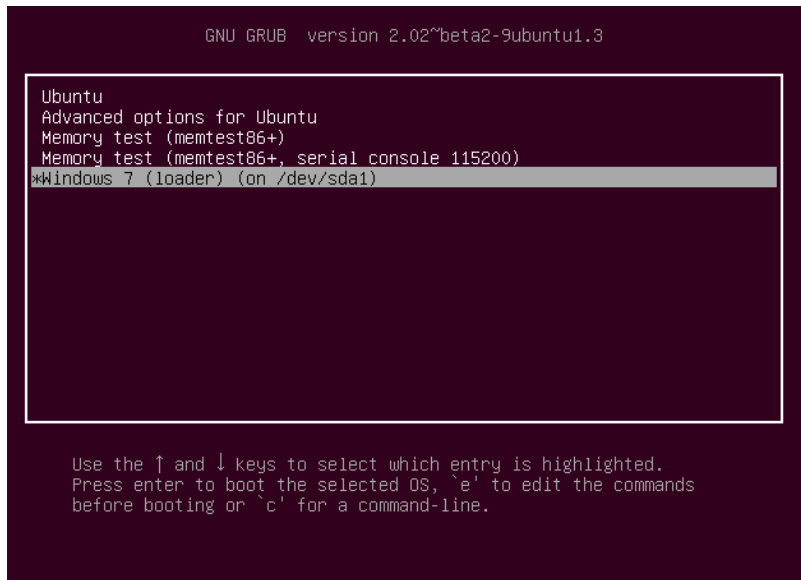 GNU GRUB  version 2.02~beta2-9ubuntu1.3
Ubuntu
Advanced options for Ubuntu
Memory test (memtest86+)
Memory test (memtest86+, serial console 115200)
*Windows 7 (loader) (on /dev/sda1)
Use the ↑ and ↓ keys to select which entry is highlighted.
Press enter to boot the selected OS, `e' to edit the commands
before booting or `c' for a command-line.